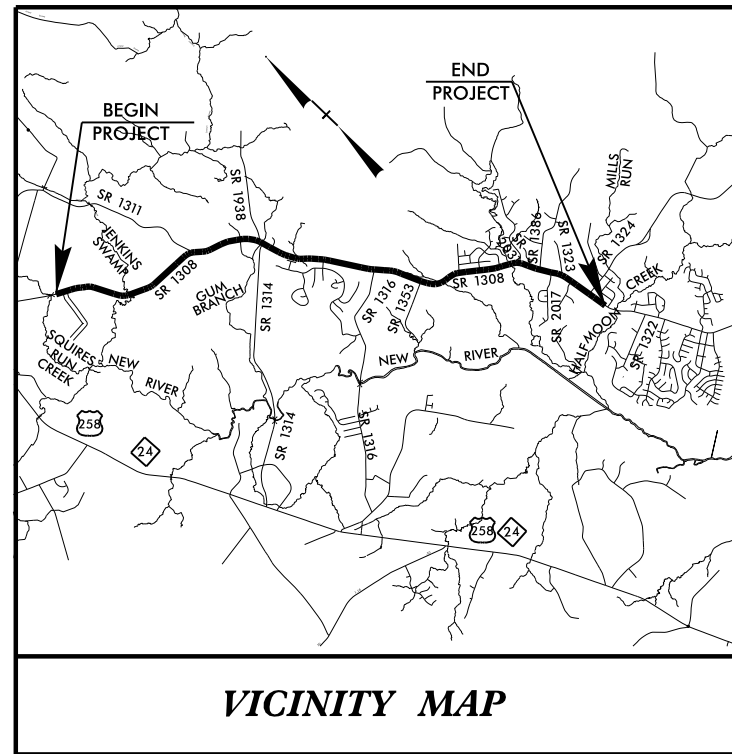 BEGIN
PROJECT
END
PROJECT
SR 1311
SR 1938
JENKINS
SWAMP
SR 1308
GUM
BRANCH
SR 1314
SR 1316
SR 1353
SR 1308
SR
1386
SR 1323
SR 2017
MILLS
RUN
SR 1324
HALF MOON CREEK
SR 1322
SQUIRES
RUN
CREEK
NEW RIVER
NEW RIVER
258
24
SR 1314
SR 1316
258
24
VICINITY MAP